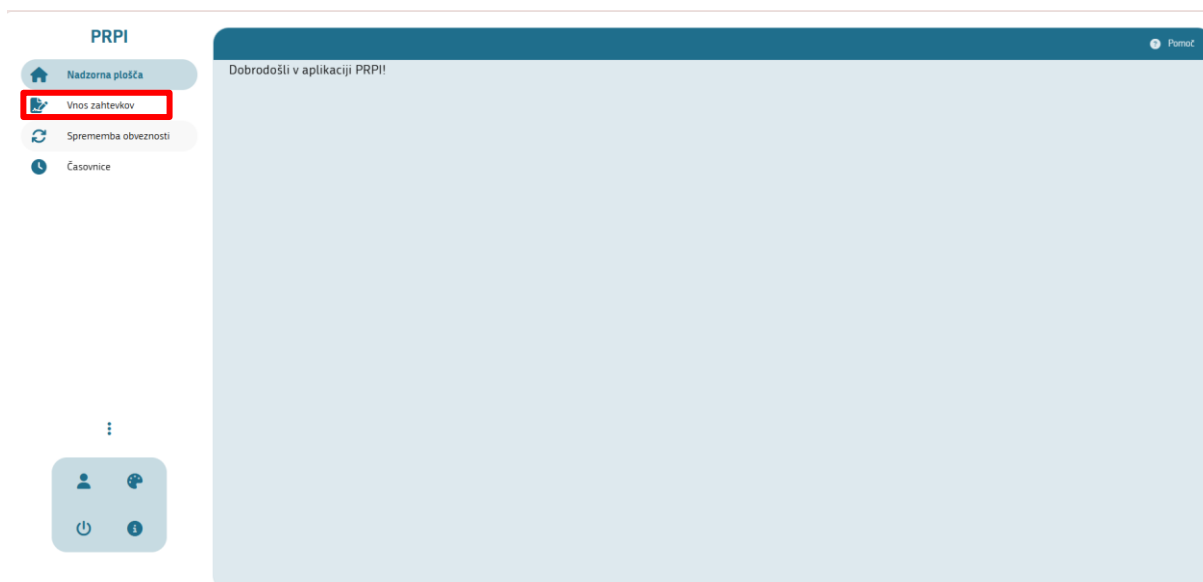 PRPI
Pomoč
Nadzorna plošča
Dobrodošli v aplikaciji PRPI!
Vnos zahtevkov
Sprememba obveznosti
Časovnice